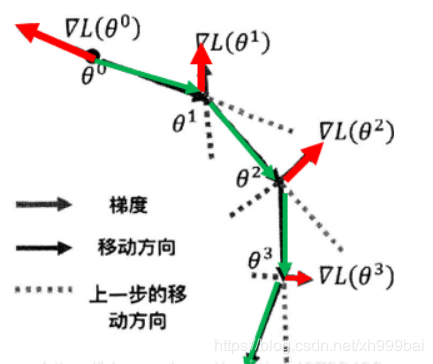 ∇L(θ⁰)
θ⁰
∇L(θ¹)
θ¹
∇L(θ²)
θ²
θ³
∇L(θ³)
梯度
移动方向
上一步的移
动方向
https://blog.csdn.net/xh999bai